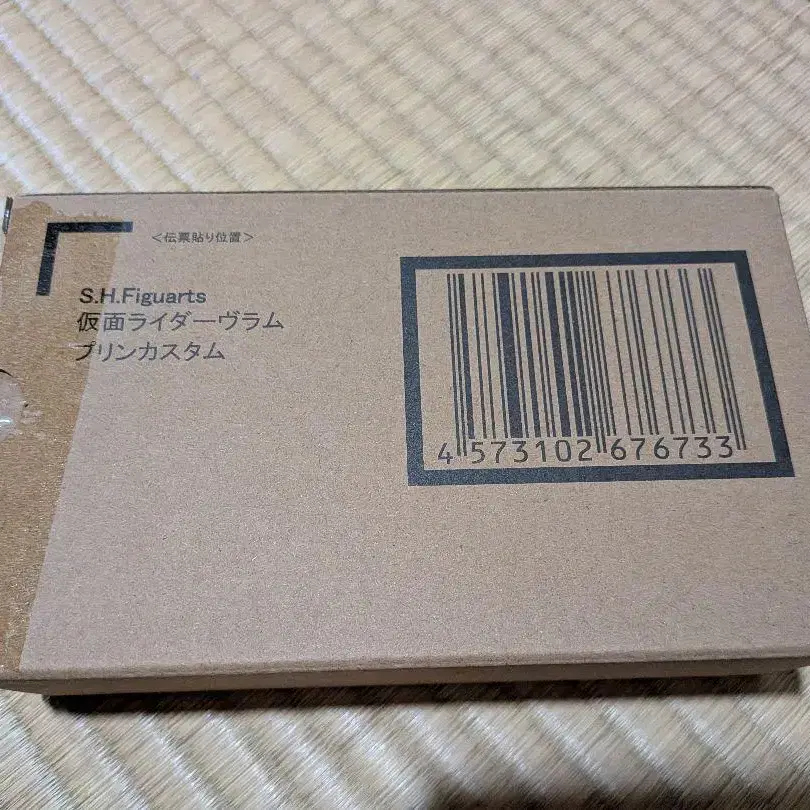 ＜伝票貼り位置＞
S.H.Figuarts
仮面ライダーヴラム
プリンカスタム
4 573102 676733